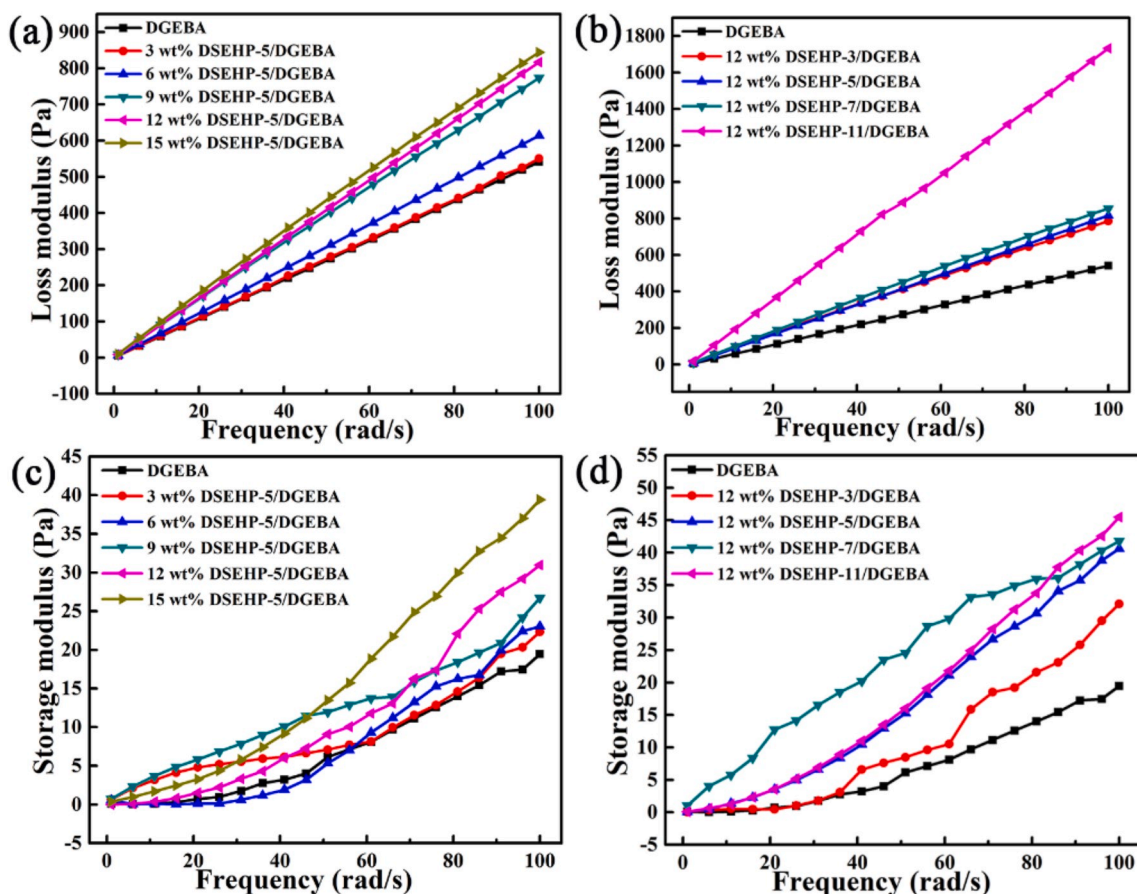 (a)
Loss modulus (Pa)
900
800
700
600
500
400
300
200
100
0
-100
DGEBA
3 wt% DSEHP-5/DGEBA
6 wt% DSEHP-5/DGEBA
9 wt% DSEHP-5/DGEBA
12 wt% DSEHP-5/DGEBA
15 wt% DSEHP-5/DGEBA
0 20 40 60 80 100
Frequency (rad/s)
(b)
Loss modulus (Pa)
1800
1600
1400
1200
1000
800
600
400
200
0
DGEBA
12 wt% DSEHP-3/DGEBA
12 wt% DSEHP-5/DGEBA
12 wt% DSEHP-7/DGEBA
12 wt% DSEHP-11/DGEBA
0 20 40 60 80 100
Frequency (rad/s)
(c)
Storage modulus (Pa)
45
40
35
30
25
20
15
10
5
0
-5
DGEBA
3 wt% DSEHP-5/DGEBA
6 wt% DSEHP-5/DGEBA
9 wt% DSEHP-5/DGEBA
12 wt% DSEHP-5/DGEBA
15 wt% DSEHP-5/DGEBA
0 20 40 60 80 100
Frequency (rad/s)
(d)
Storage modulus (Pa)
55
50
45
40
35
30
25
20
15
10
5
0
-5
DGEBA
12 wt% DSEHP-3/DGEBA
12 wt% DSEHP-5/DGEBA
12 wt% DSEHP-7/DGEBA
12 wt% DSEHP-11/DGEBA
0 20 40 60 80 100
Frequency (rad/s)